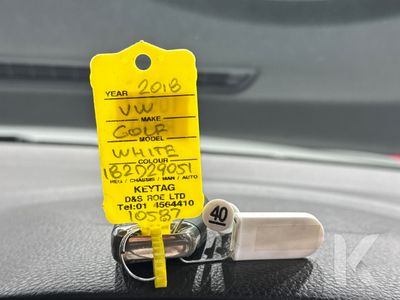 YEAR 2018
VW
MAKE
GOLF
MODEL
WHITE
COLOUR
182D29051
REG / CHASSIS / MAN / AUTO
KEYTAG
D&S ROE LTD
Tel:01 4564410
10587
40
K